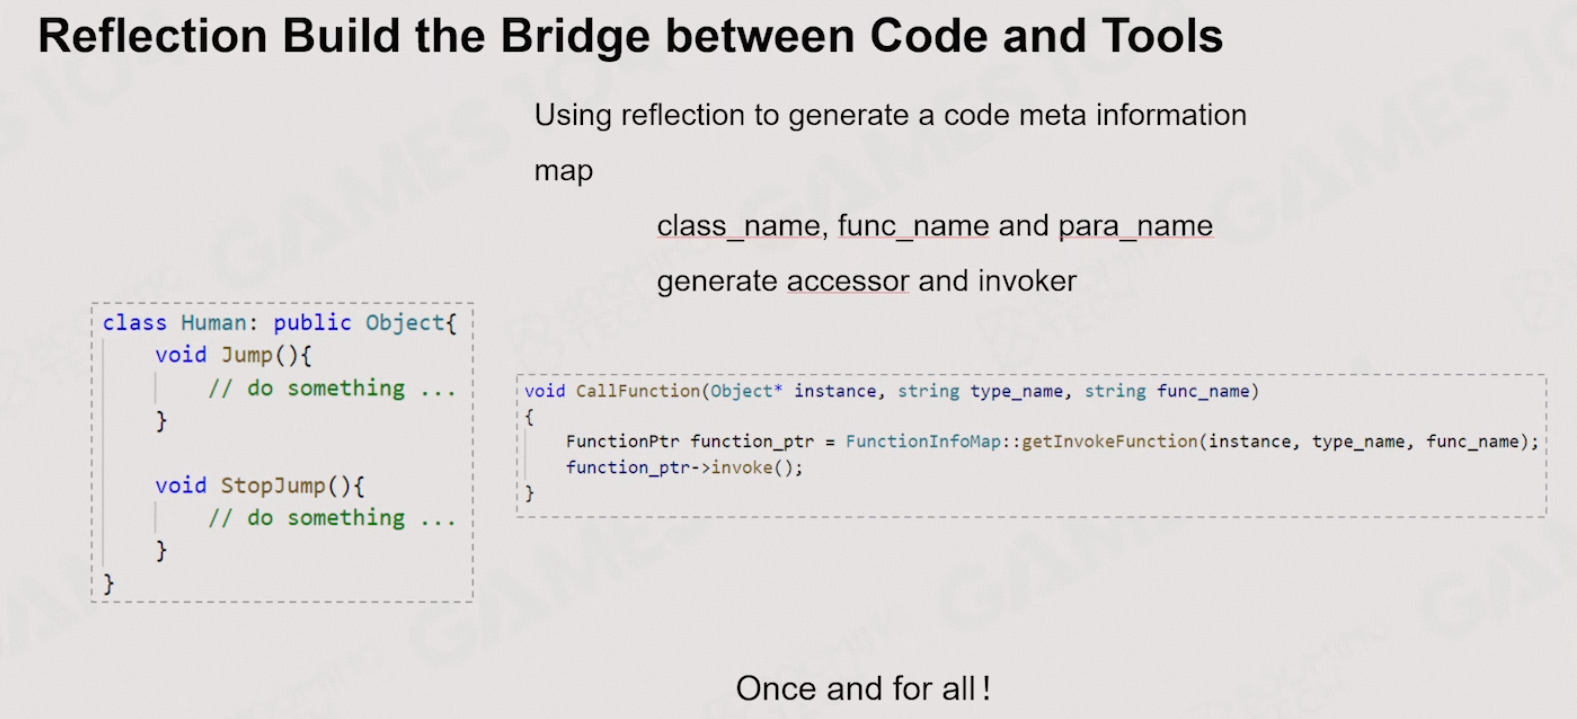 Reflection Build the Bridge between Code and Tools
Using reflection to generate a code meta information
map
class_name, func_name and para_name
generate accessor and invoker
class Human: public Object{
void Jump(){
// do something ...
}
void StopJump(){
// do something ...
}
}
void CallFunction(Object* instance, string type_name, string func_name)
{
FunctionPtr function_ptr = FunctionInfoMap::getInvokeFunction(instance, type_name, func_name);
function_ptr->invoke();
}
Once and for all!